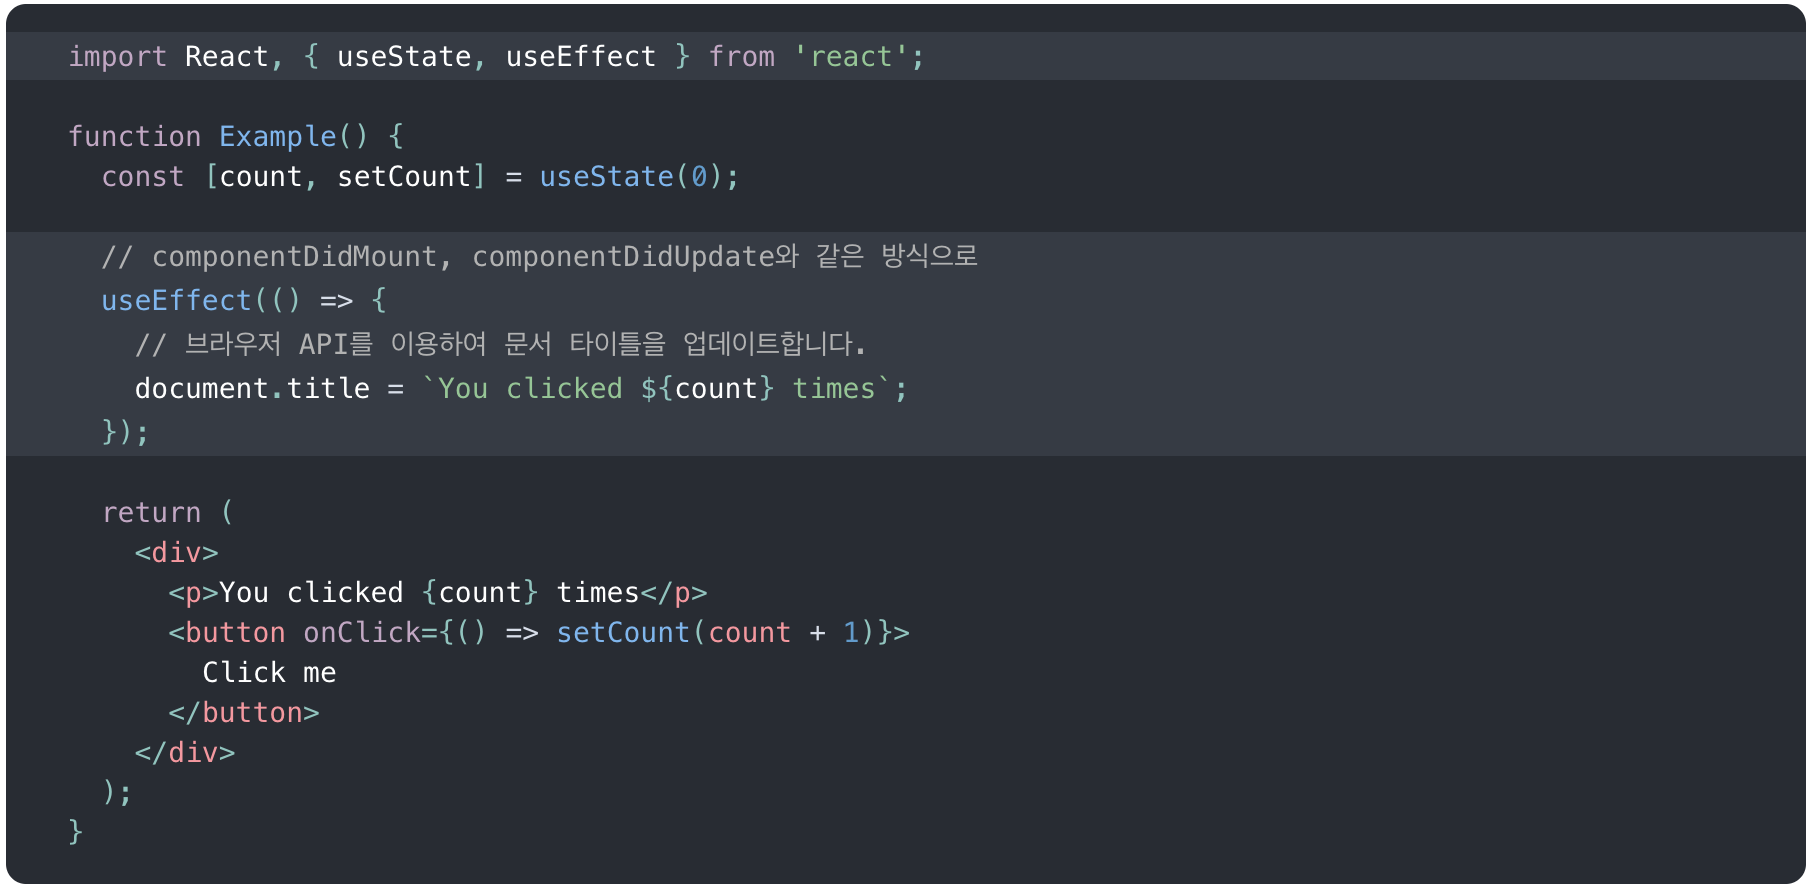 import React, { useState, useEffect } from 'react';
function Example() {
const [count, setCount] = useState(0);
// componentDidMount, componentDidUpdate와 같은 방식으로
useEffect(() => {
// 브라우저 API를 이용하여 문서 타이틀을 업데이트합니다.
document.title = `You clicked ${count} times`;
});
return (
<div>
<p>You clicked {count} times</p>
<button onClick={() => setCount(count + 1)}>
Click me
</button>
</div>
);
}